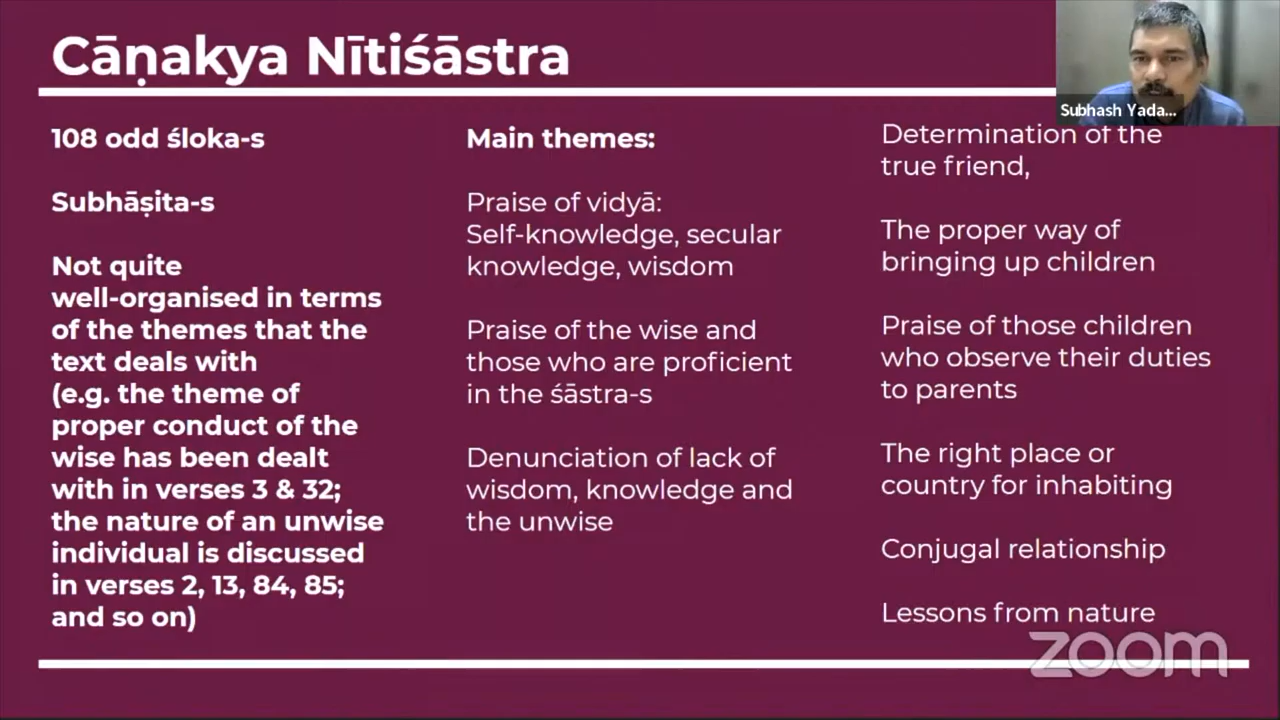 Cāṇakya Nītiśāstra
108 odd śloka-s
Subhāṣita-s
Not quite
well-organised in terms
of the themes that the
text deals with
(e.g. the theme of
proper conduct of the
wise has been dealt
with in verses 3 & 32;
the nature of an unwise
individual is discussed
in verses 2, 13, 84, 85;
and so on)
Main themes:
Praise of vidyā:
Self-knowledge, secular
knowledge, wisdom
Praise of the wise and
those who are proficient
in the śāstra-s
Denunciation of lack of
wisdom, knowledge and
the unwise
Subhash Yada...
Determination of the
true friend,
The proper way of
bringing up children
Praise of those children
who observe their duties
to parents
The right place or
country for inhabiting
Conjugal relationship
Lessons from nature
zoom